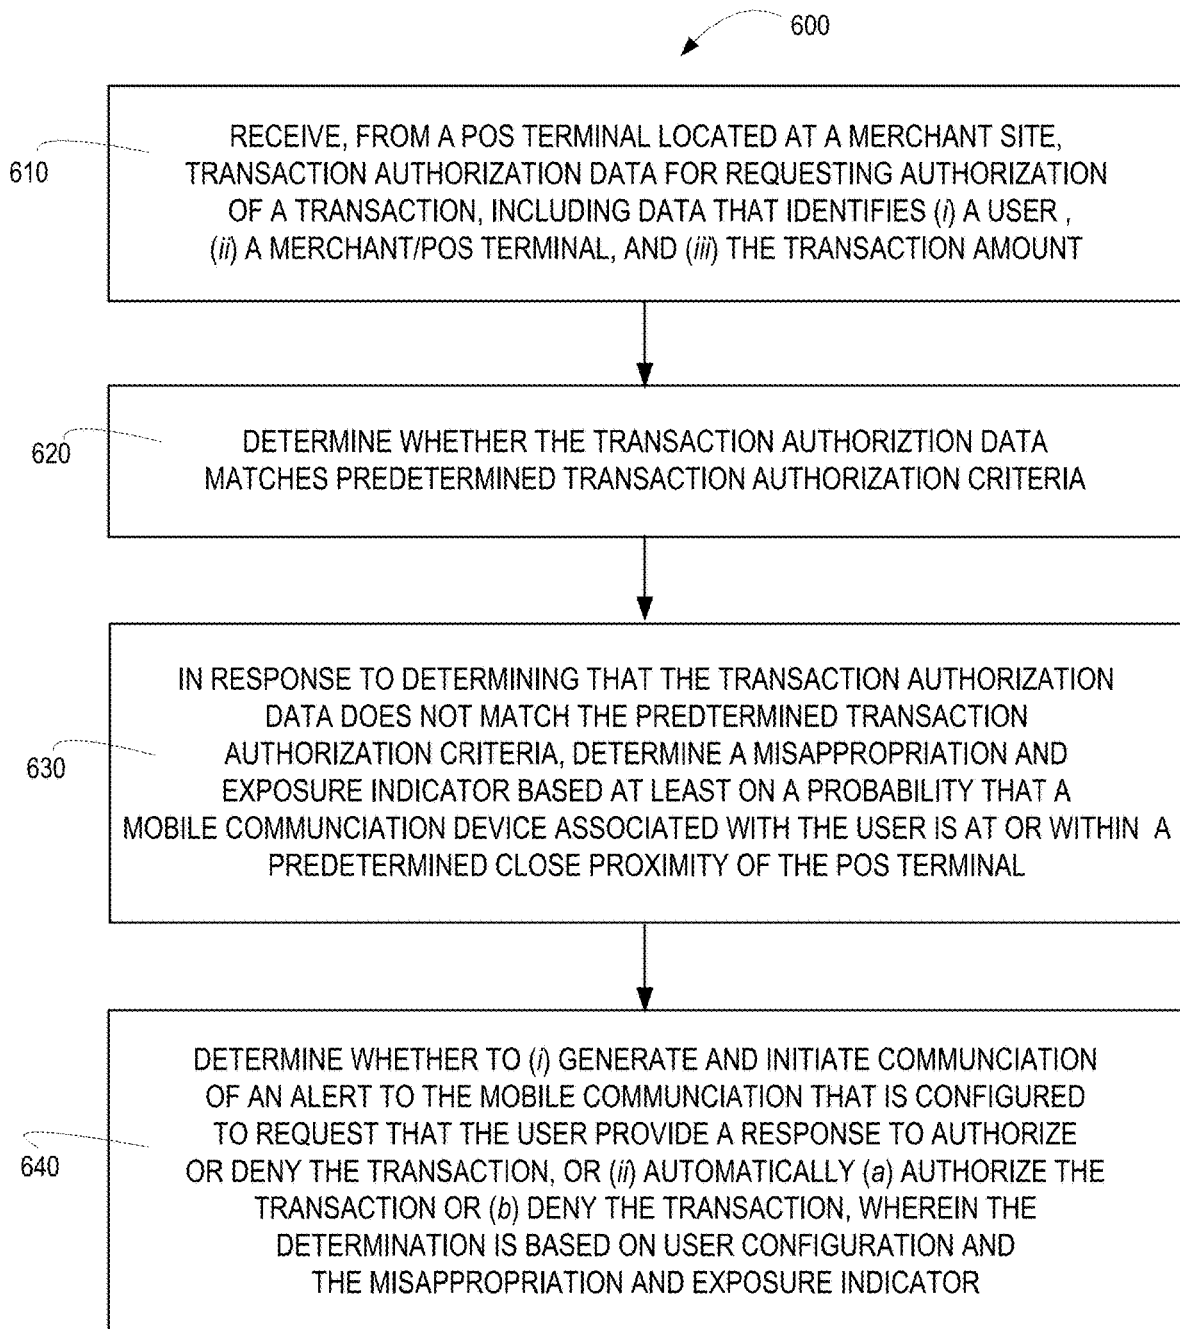 600
610
RECEIVE, FROM A POS TERMINAL LOCATED AT A MERCHANT SITE,
TRANSACTION AUTHORIZATION DATA FOR REQUESTING AUTHORIZATION
OF A TRANSACTION, INCLUDING DATA THAT IDENTIFIES (i) A USER ,
(ii) A MERCHANT/POS TERMINAL, AND (iii) THE TRANSACTION AMOUNT
620
DETERMINE WHETHER THE TRANSACTION AUTHORIZTION DATA
MATCHES PREDETERMINED TRANSACTION AUTHORIZATION CRITERIA
630
IN RESPONSE TO DETERMINING THAT THE TRANSACTION AUTHORIZATION
DATA DOES NOT MATCH THE PREDTERMINED TRANSACTION
AUTHORIZATION CRITERIA, DETERMINE A MISAPPROPRIATION AND
EXPOSURE INDICATOR BASED AT LEAST ON A PROBABILITY THAT A
MOBILE COMMUNCIATION DEVICE ASSOCIATED WITH THE USER IS AT OR WITHIN A
PREDETERMINED CLOSE PROXIMITY OF THE POS TERMINAL
640
DETERMINE WHETHER TO (i) GENERATE AND INITIATE COMMUNCIATION
OF AN ALERT TO THE MOBILE COMMUNCIATION THAT IS CONFIGURED
TO REQUEST THAT THE USER PROVIDE A RESPONSE TO AUTHORIZE
OR DENY THE TRANSACTION, OR (ii) AUTOMATICALLY (a) AUTHORIZE THE
TRANSACTION OR (b) DENY THE TRANSACTION, WHEREIN THE
DETERMINATION IS BASED ON USER CONFIGURATION AND
THE MISAPPROPRIATION AND EXPOSURE INDICATOR